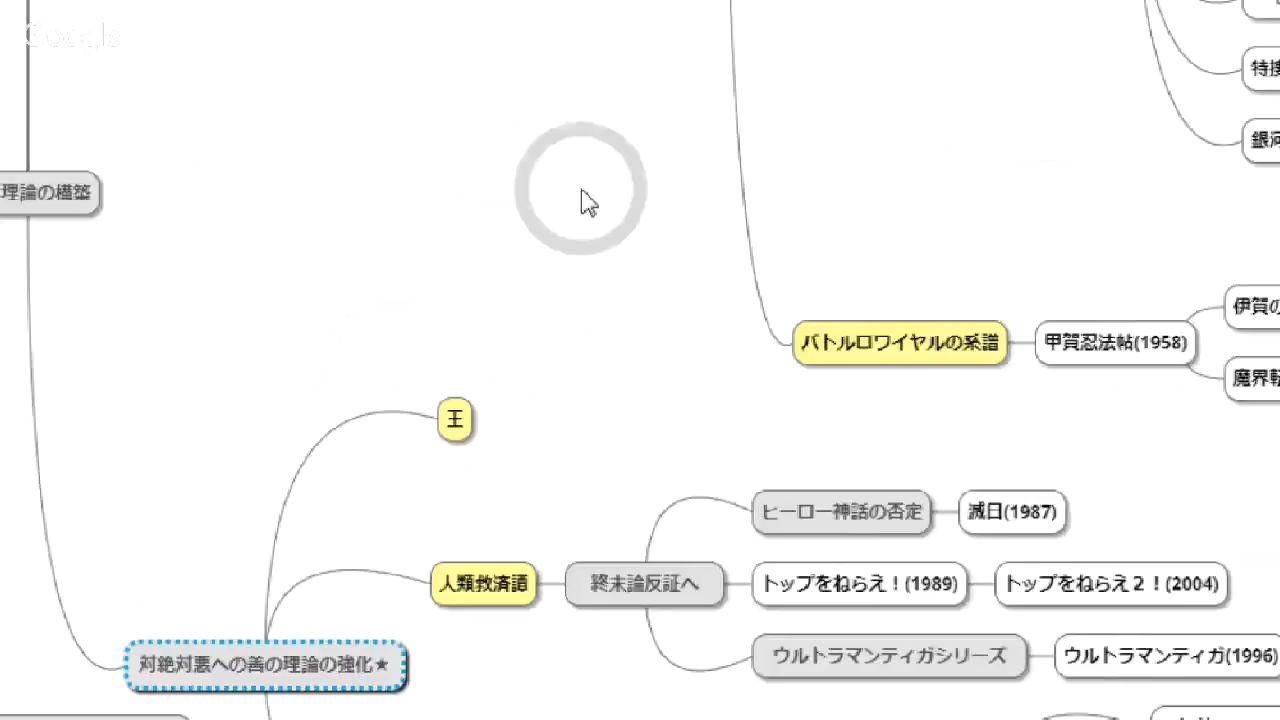 Google
特捜
銀河
理論の構築
伊賀の
バトルロワイヤルの系譜
甲賀忍法帖(1958)
魔界転
王
ヒーロー神話の否定
滅日(1987)
人類救済譚
終末論反証へ
トップをねらえ!(1989)
トップをねらえ2!(2004)
対絶対悪への善の理論の強化★
ウルトラマンティガシリーズ
ウルトラマンティガ(1996)